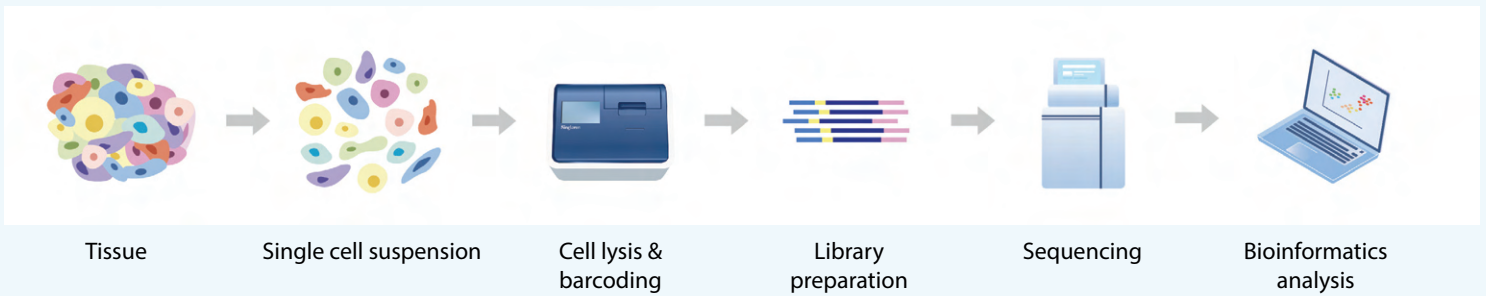 Tissue
Single cell suspension
Cell lysis &
barcoding
Library
preparation
Sequencing
Bioinformatics
analysis